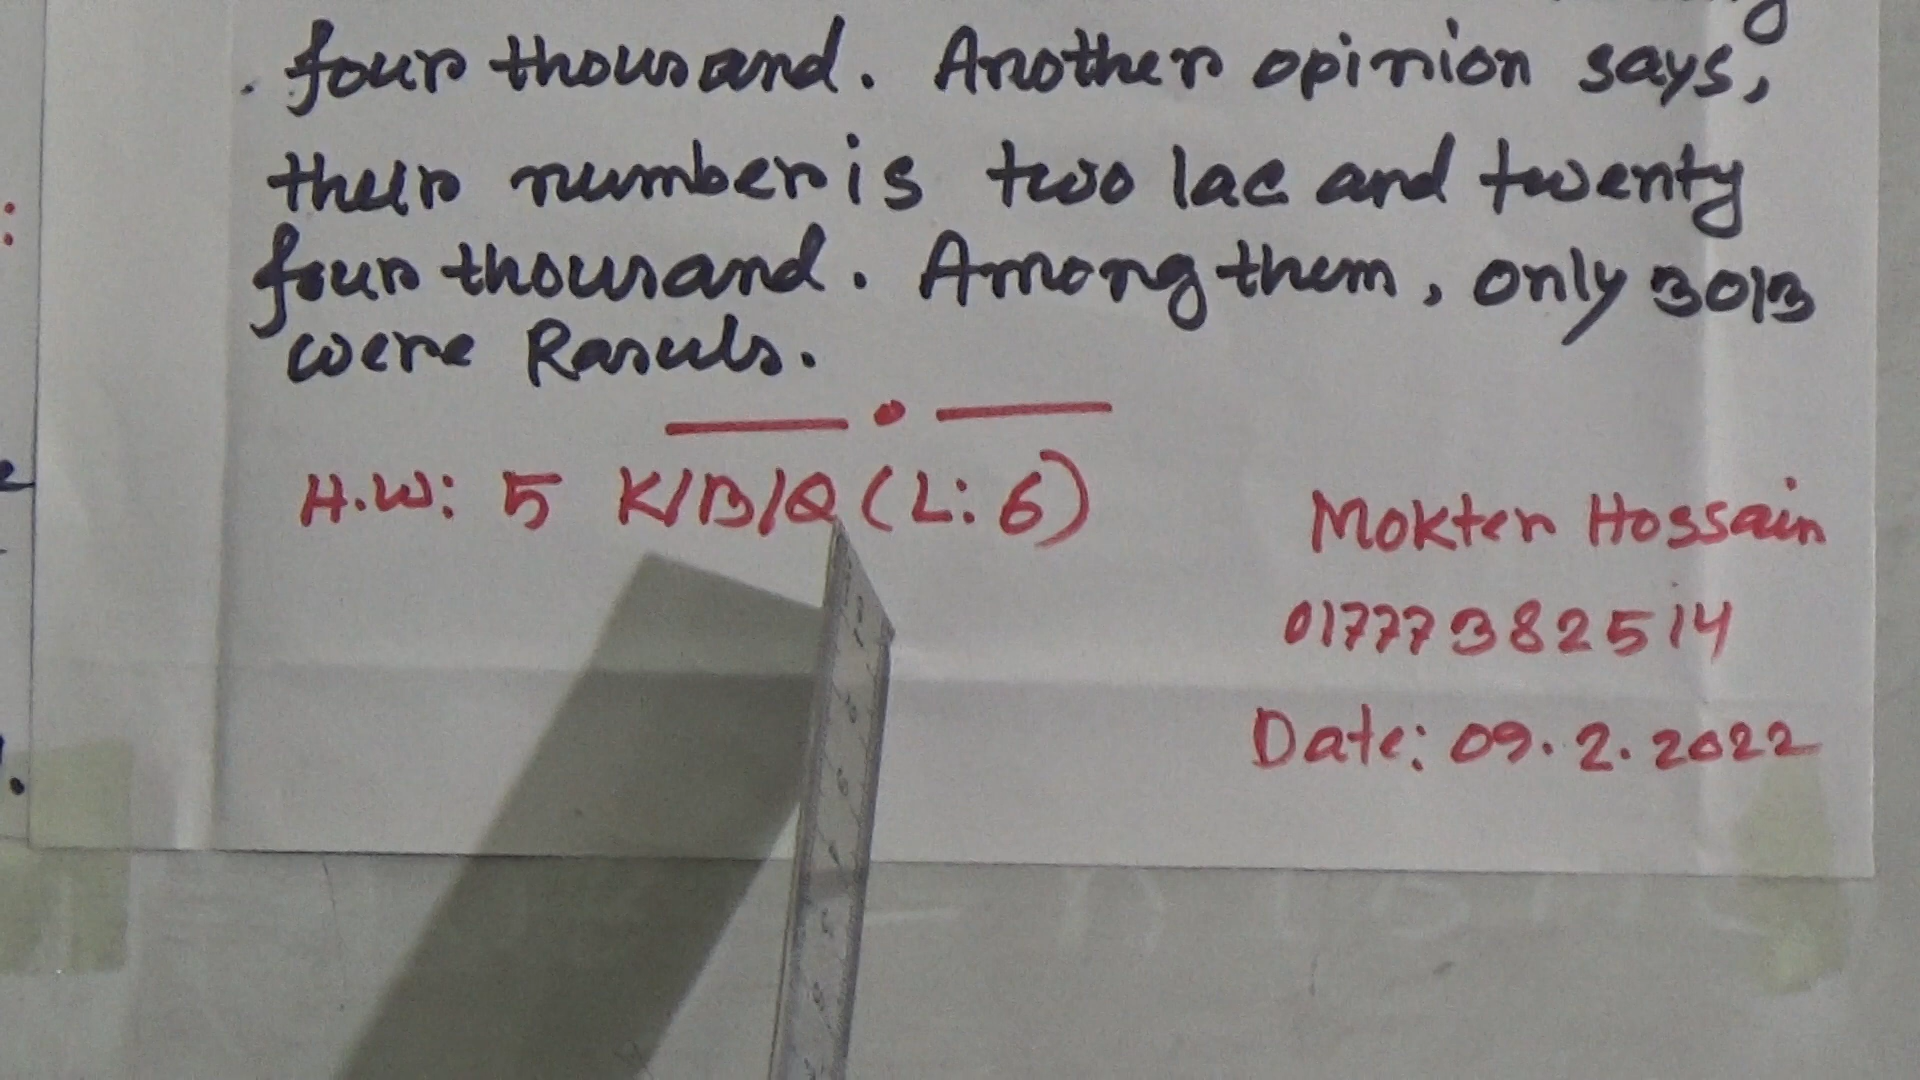 four thousand. Another opinion says,
their number is two lac and twenty
four thousand. Among them, only 3013
were Rasuls.
H.W: 5 K/B/Q (L: 6)
Mokter Hossain
01777382514
Date: 09.2.2022